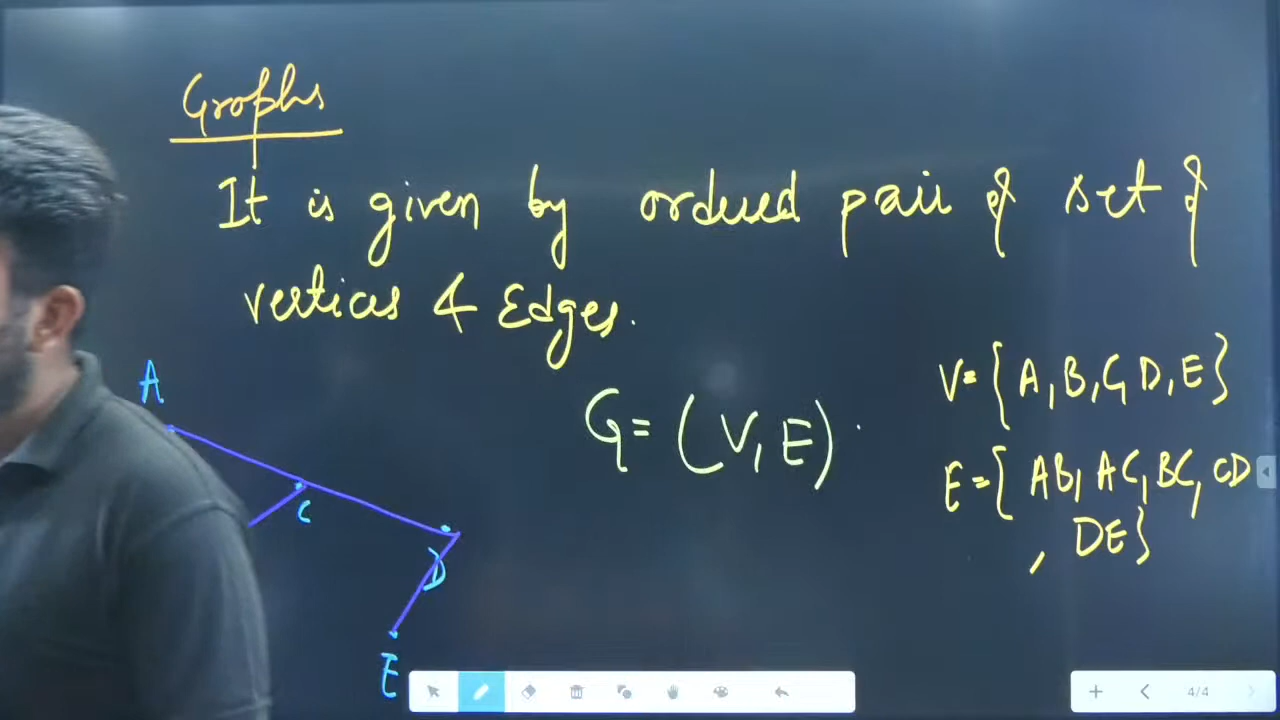 Graphs
It is given by ordered pair of set of
vertices & Edges.
A
V={A,B,C,D,E}
G=(V,E).
E={AB, AC, BC, CD
, DE}
C
D
E
4/4